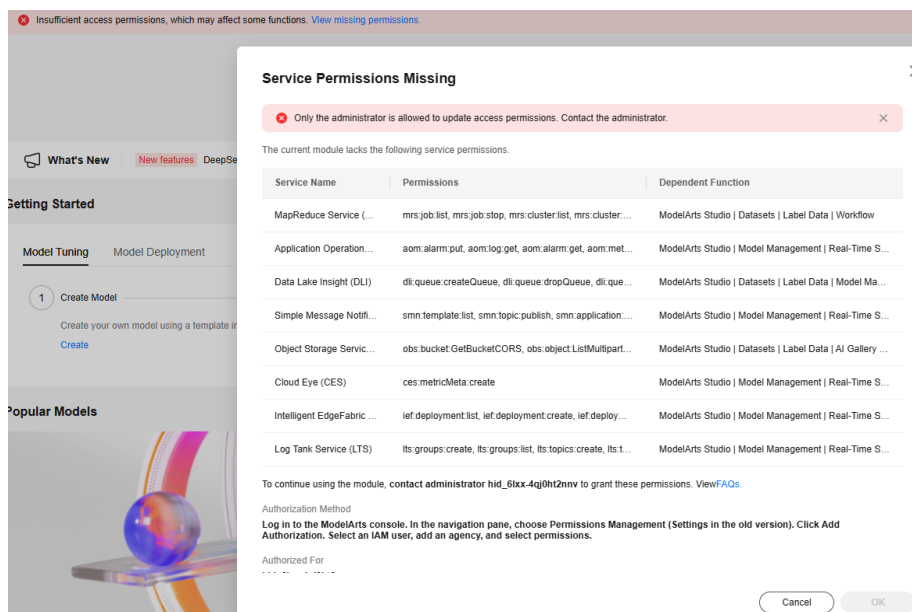 Insufficient access permissions, which may affect some functions. View missing permissions.
Service Permissions Missing
Only the administrator is allowed to update access permissions. Contact the administrator.
What's New New features DeepSe
The current module lacks the following service permissions.
Service Name Permissions Dependent Function
Getting Started
MapReduce Service (... mrs:job:list, mrs:job:stop, mrs:cluster:list, mrs:cluster:... ModelArts Studio | Datasets | Label Data | Workflow
Model Tuning Model Deployment
Application Operation... aom:alarm:put, aom:log:get, aom:alarm:get, aom:met... ModelArts Studio | Model Management | Real-Time S...
Data Lake Insight (DLI) dli:queue:createQueue, dli:queue:dropQueue, dli:que... ModelArts Studio | Datasets | Label Data | Model Ma...
1 Create Model
Simple Message Notifi... smn:template:list, smn:topic:publish, smn:application:... ModelArts Studio | Model Management | Real-Time S...
Create your own model using a template in
Create
Object Storage Servic... obs:bucket:GetBucketCORS, obs:object:ListMultipart... ModelArts Studio | Datasets | Label Data | AI Gallery ...
Cloud Eye (CES) ces:metricMeta:create ModelArts Studio | Model Management | Real-Time S...
Popular Models
Intelligent EdgeFabric ... ief:deployment:list, ief:deployment:create, ief:deploy... ModelArts Studio | Model Management | Real-Time S...
Log Tank Service (LTS) lts:groups:create, lts:groups:list, lts:topics:create, lts:t... ModelArts Studio | Model Management | Real-Time S...
To continue using the module, contact administrator hid_6lxx-4qj0ht2nnv to grant these permissions. ViewFAQs.
Authorization Method
Log in to the ModelArts console. In the navigation pane, choose Permissions Management (Settings in the old version). Click Add
Authorization. Select an IAM user, add an agency, and select permissions.
Authorized For
Cancel OK